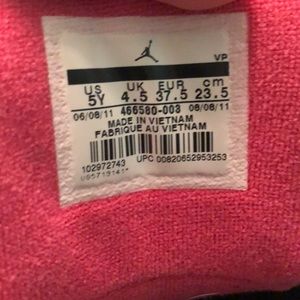 VP
US UK EUR cm
5Y 4.5 37.5 23.5
06/08/11 466580-003 08/08/11
MADE IN VIETNAM
FABRIQUE AU VIETNAM
102972743 UPC 00820652953253